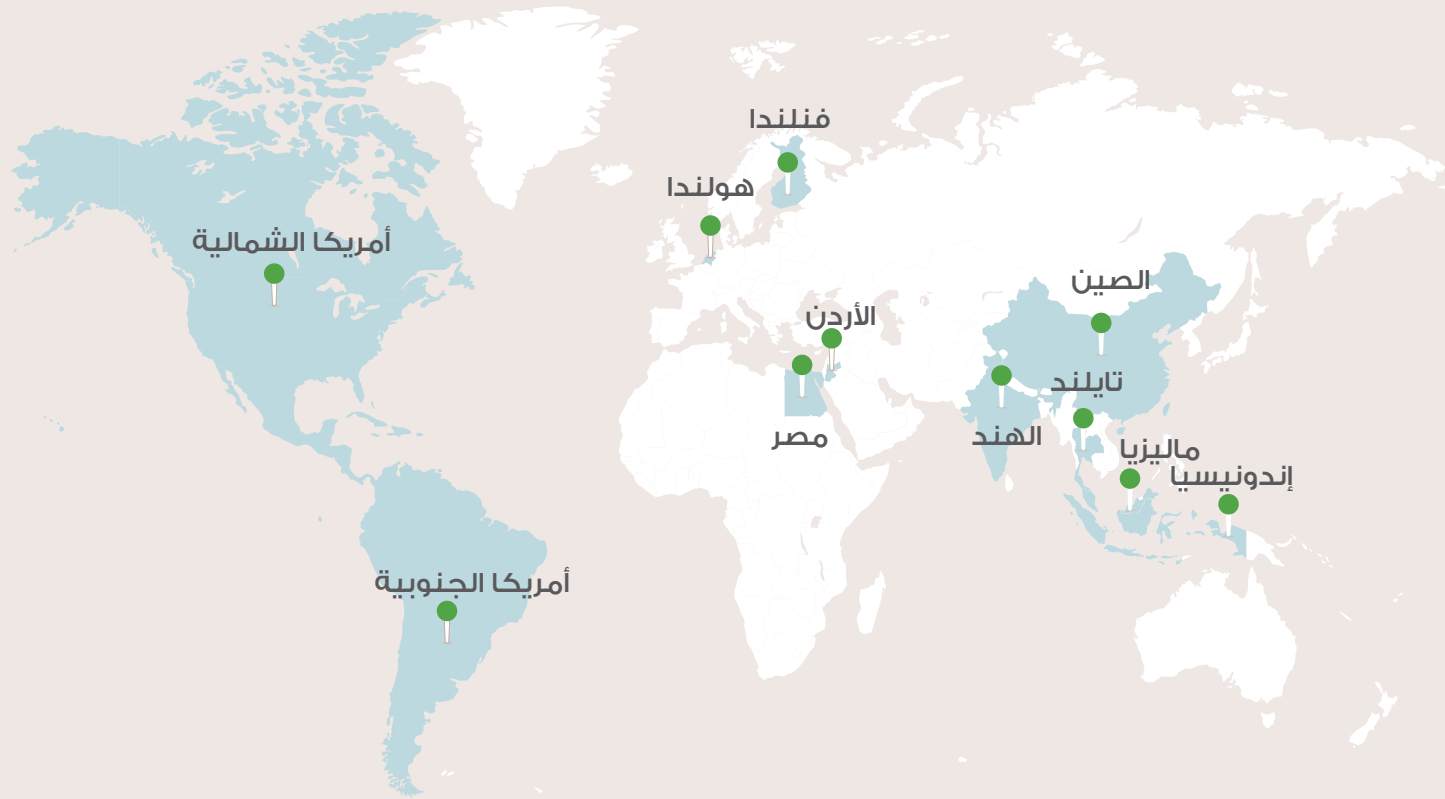 فنلندا
هولندا
أمريكا الشمالية
الصين
الأردن
تايلند
مصر
الهند
ماليزيا
إندونيسيا
أمريكا الجنوبية